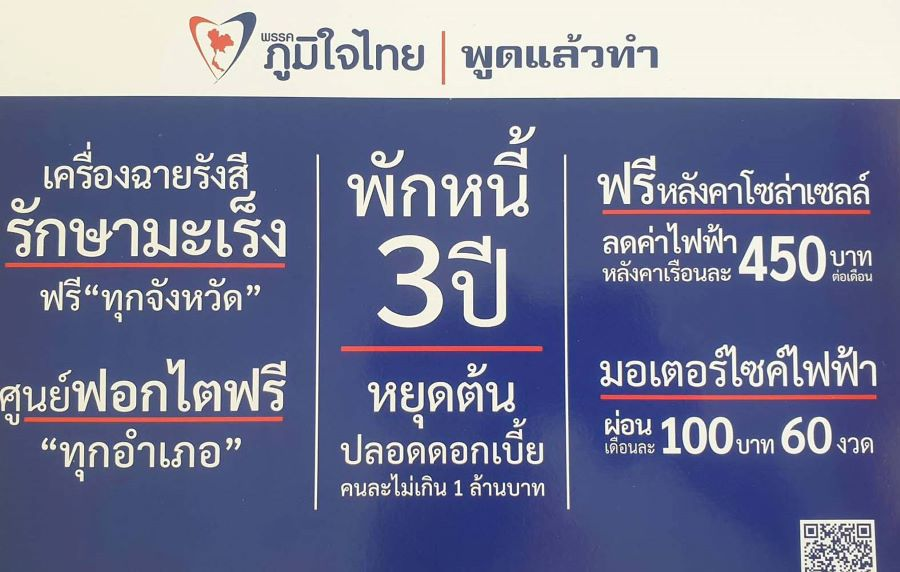 พรรค
ภูมิใจไทย | พูดแล้วทำ
เครื่องฉายรังสี
รักษามะเร็ง
ฟรี“ทุกจังหวัด”
ศูนย์ฟอกไตฟรี
“ทุกอำเภอ”
พักหนี้
3 ปี
หยุดต้น
ปลอดดอกเบี้ย
คนละไม่เกิน 1 ล้านบาท
ฟรีหลังคาโซล่าเซลล์
ลดค่าไฟฟ้า
หลังคาเรือนละ 450 บาท
ต่อเดือน
มอเตอร์ไซค์ไฟฟ้า
ผ่อน
เดือนละ 100 บาท 60 งวด